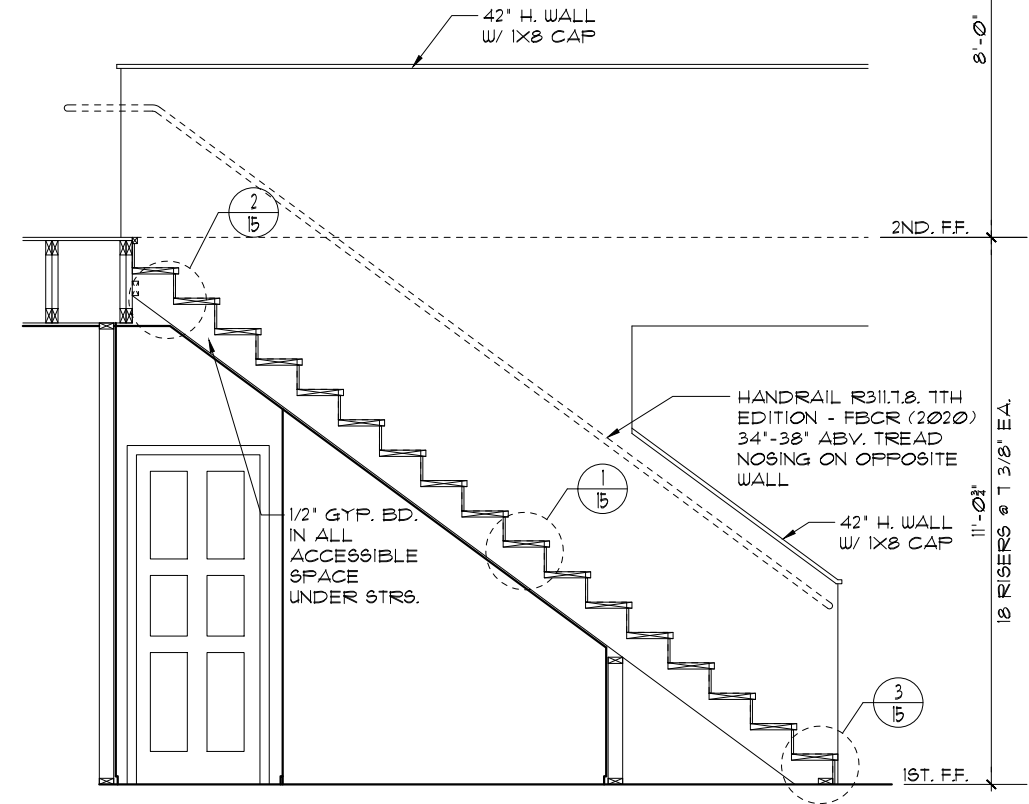 42" H. WALL
W/ 1X8 CAP
8'-0"
2
15
2ND. F.F.
HANDRAIL R311.7.8. 7TH
EDITION - FBCR (2020)
34"-38" ABV. TREAD
NOSING ON OPPOSITE
WALL
1
15
1/2" GYP. BD.
IN ALL
ACCESSIBLE
SPACE
UNDER STRS.
42" H. WALL
W/ 1X8 CAP
11'-0¾"
18 RISERS @ 7 3/8" EA.
3
15
1ST. F.F.